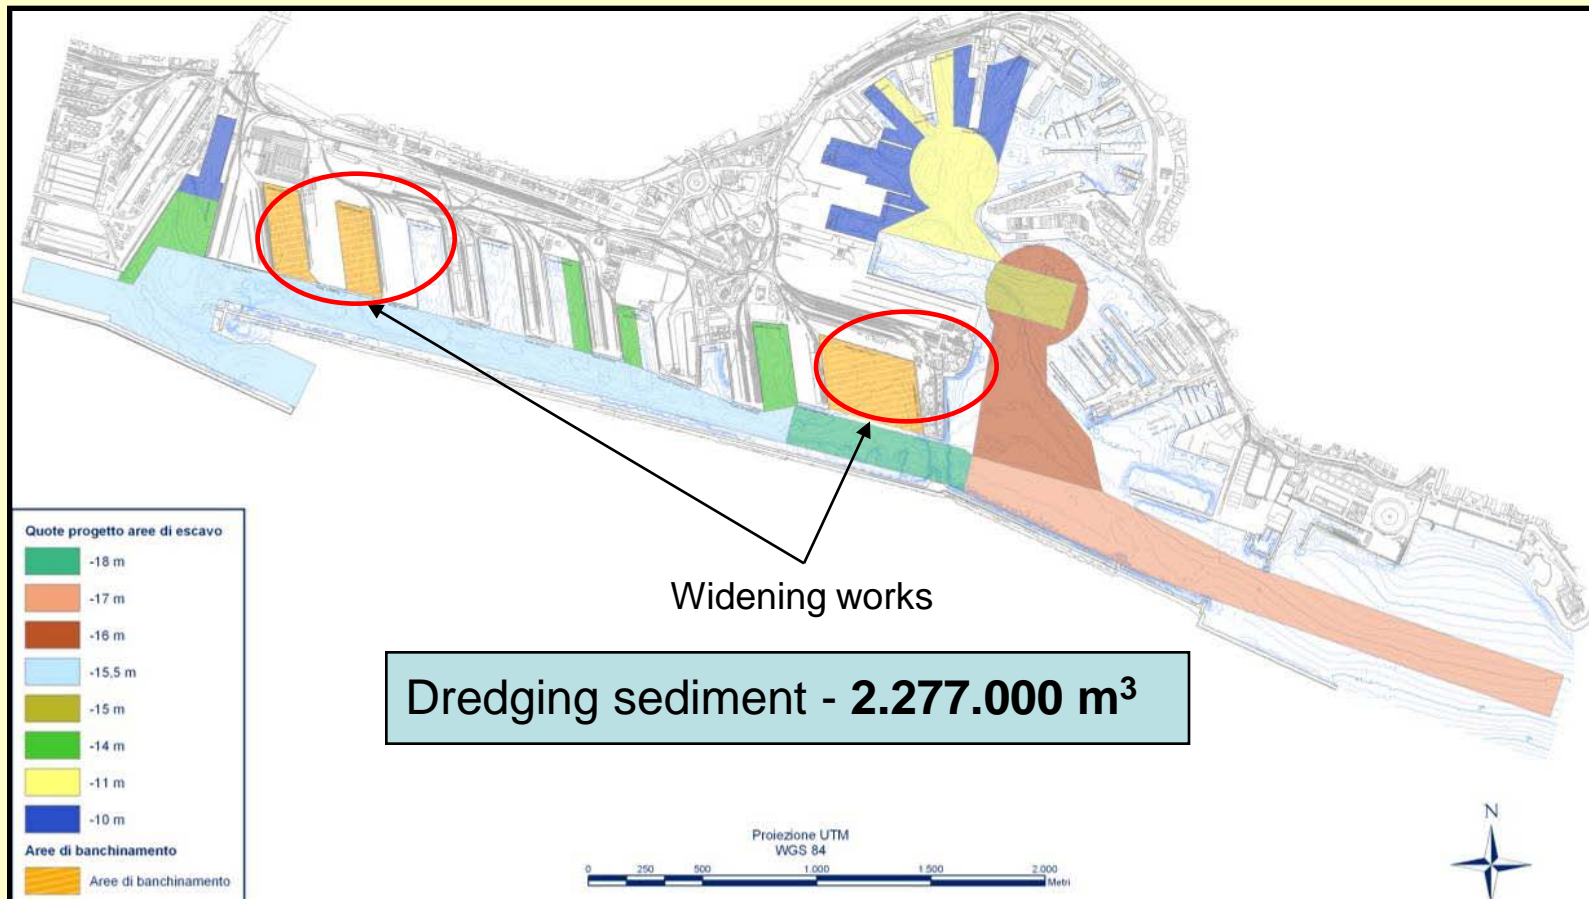 Widening works
Dredging sediment - 2.277.000 m³
Quote progetto aree di escavo
-18 m
-17 m
-16 m
-15,5 m
-15 m
-14 m
-11 m
-10 m
Aree di banchinamento
Aree di banchinamento
Proiezione UTM
WGS 84
0 250 500 1.000 1.500 2.000
Metri
N